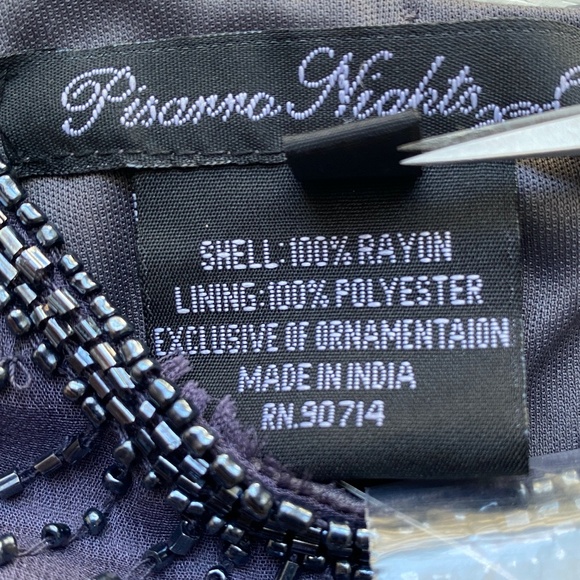 Pisarro Nights
SHELL:100% RAYON
LINING:100% POLYESTER
EXCLUSIVE OF ORNAMENTAION
MADE IN INDIA
RN.90714